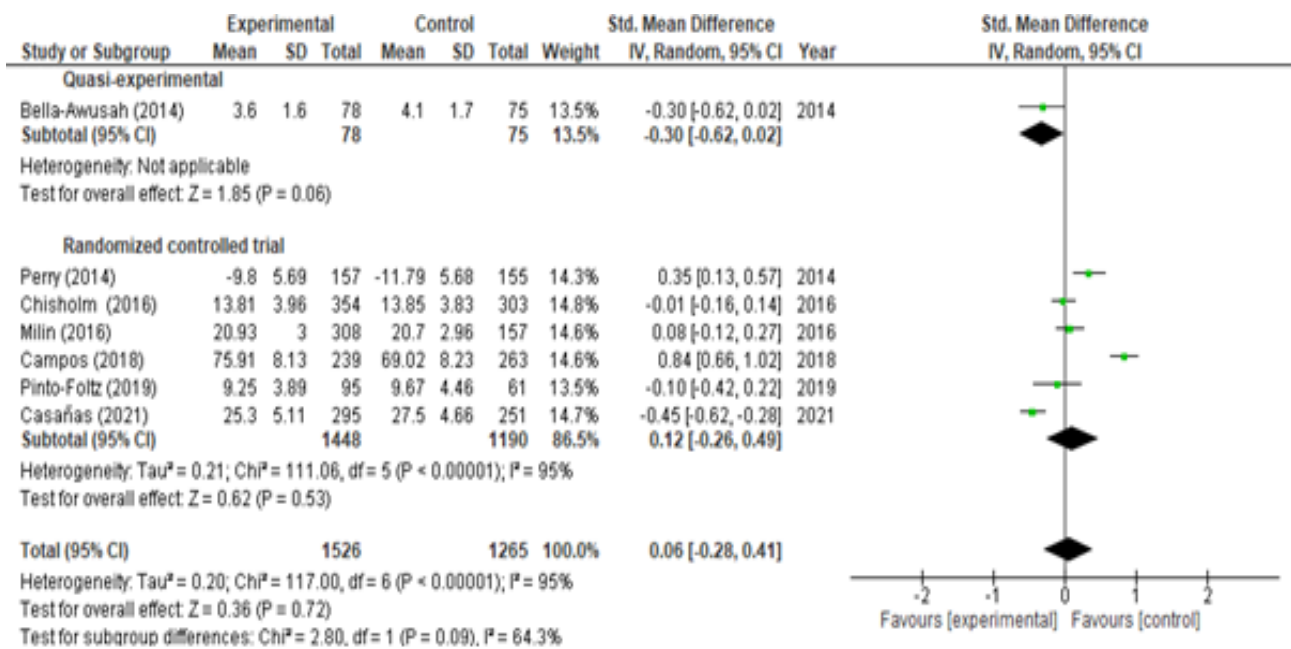 Experimental Control Std. Mean Difference Std. Mean Difference
Study or Subgroup Mean SD Total Mean SD Total Weight IV, Random, 95% CI Year IV, Random, 95% CI
Quasi-experimental
Bella-Awusah (2014) 3.6 1.6 78 4.1 1.7 75 13.5% -0.30 [-0.62, 0.02] 2014
Subtotal (95% CI) 78 75 13.5% -0.30 [-0.62, 0.02]
Heterogeneity: Not applicable
Test for overall effect: Z = 1.85 (P = 0.06)
Randomized controlled trial
Perry (2014) -9.8 5.69 157 -11.79 5.68 155 14.3% 0.35 [0.13, 0.57] 2014
Chisholm (2016) 13.81 3.96 354 13.85 3.83 303 14.8% -0.01 [-0.16, 0.14] 2016
Milin (2016) 20.93 3 308 20.7 2.96 157 14.6% 0.08 [-0.12, 0.27] 2016
Campos (2018) 75.91 8.13 239 69.02 8.23 263 14.6% 0.84 [0.66, 1.02] 2018
Pinto-Foltz (2019) 9.25 3.89 95 9.67 4.46 61 13.5% -0.10 [-0.42, 0.22] 2019
Casañas (2021) 25.3 5.11 295 27.5 4.66 251 14.7% -0.45 [-0.62, -0.28] 2021
Subtotal (95% CI) 1448 1190 86.5% 0.12 [-0.26, 0.49]
Heterogeneity: Tau² = 0.21; Chi² = 111.06, df = 5 (P < 0.00001); I² = 95%
Test for overall effect: Z = 0.62 (P = 0.53)
Total (95% CI) 1526 1265 100.0% 0.06 [-0.28, 0.41]
Heterogeneity: Tau² = 0.20; Chi² = 117.00, df = 6 (P < 0.00001); I² = 95%
Test for overall effect: Z = 0.36 (P = 0.72)
Test for subgroup differences: Chi² = 2.80, df = 1 (P = 0.09), I² = 64.3%
-2 -1 0 1 2
Favours [experimental] Favours [control]